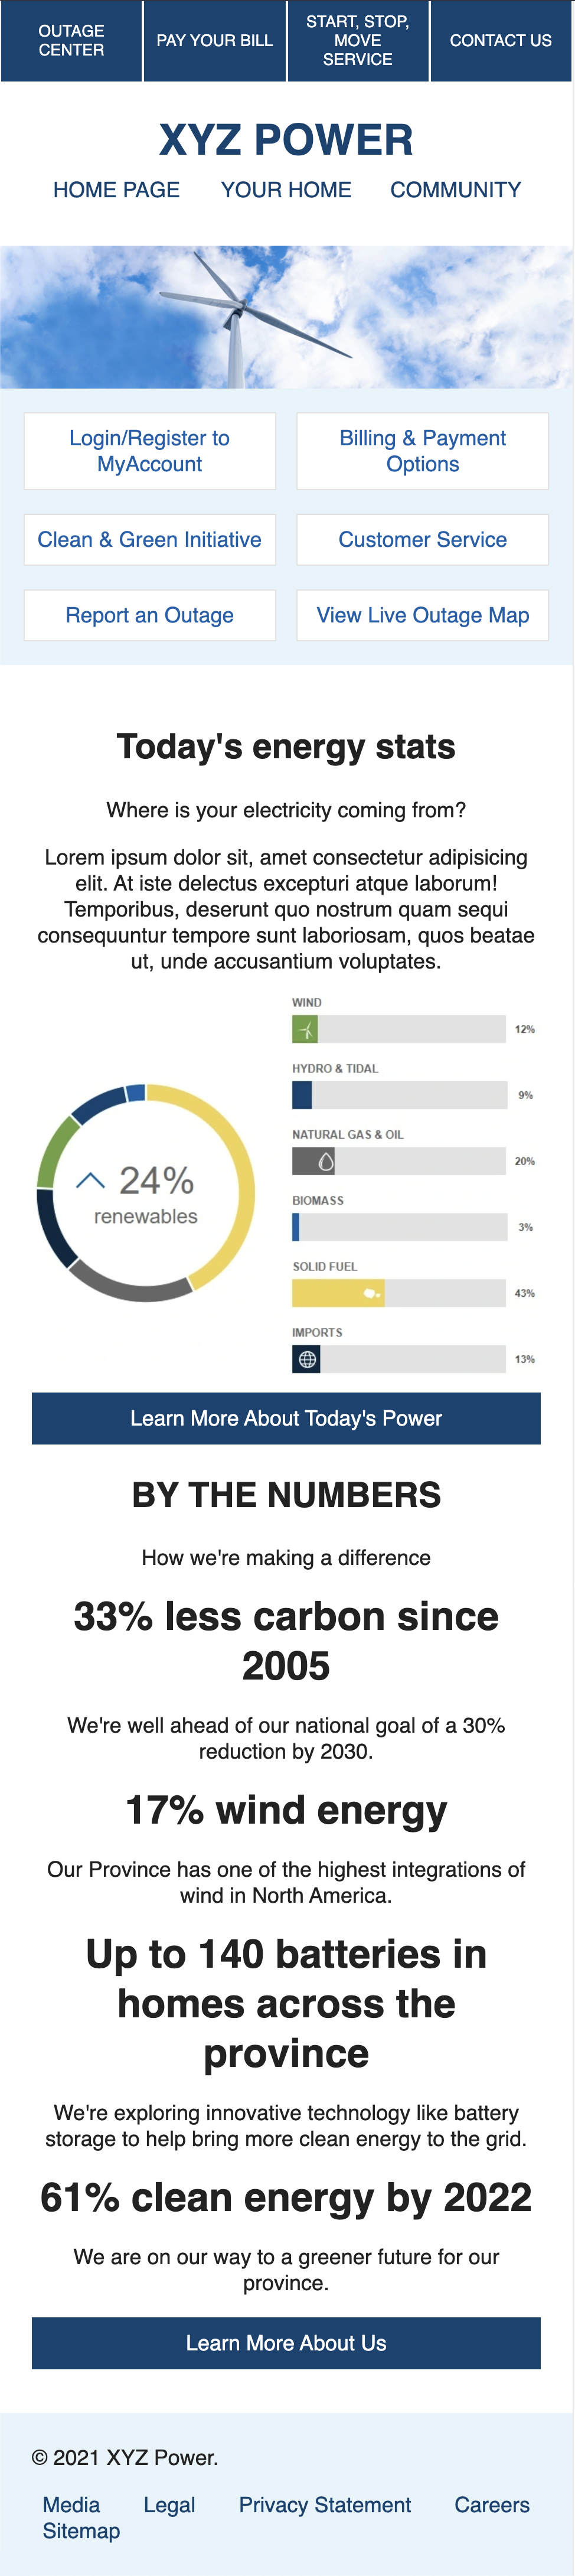 OUTAGE
CENTER
PAY YOUR BILL
START, STOP,
MOVE
SERVICE
CONTACT US
XYZ POWER
HOME PAGE YOUR HOME COMMUNITY
Login/Register to
MyAccount
Billing & Payment
Options
Clean & Green Initiative
Customer Service
Report an Outage
View Live Outage Map
Today's energy stats
Where is your electricity coming from?
Lorem ipsum dolor sit, amet consectetur adipisicing
elit. At iste delectus excepturi atque laborum!
Temporibus, deserunt quo nostrum quam sequi
consequuntur tempore sunt laboriosam, quos beatae
ut, unde accusantium voluptates.
24%
renewables
WIND
12%
HYDRO & TIDAL
9%
NATURAL GAS & OIL
20%
BIOMASS
3%
SOLID FUEL
43%
IMPORTS
13%
Learn More About Today's Power
BY THE NUMBERS
How we're making a difference
33% less carbon since
2005
We're well ahead of our national goal of a 30%
reduction by 2030.
17% wind energy
Our Province has one of the highest integrations of
wind in North America.
Up to 140 batteries in
homes across the
province
We're exploring innovative technology like battery
storage to help bring more clean energy to the grid.
61% clean energy by 2022
We are on our way to a greener future for our
province.
Learn More About Us
© 2021 XYZ Power.
Media Legal Privacy Statement Careers
Sitemap